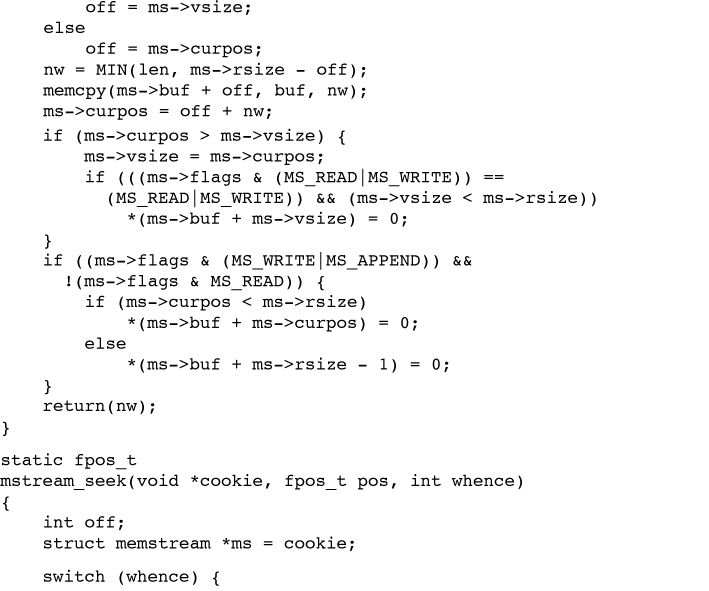 off = ms->vsize;
    else
        off = ms->curpos;
    nw = MIN(len, ms->rsize - off);
    memcpy(ms->buf + off, buf, nw);
    ms->curpos = off + nw;
    if (ms->curpos > ms->vsize) {
        ms->vsize = ms->curpos;
        if (((ms->flags & (MS_READ|MS_WRITE)) ==
          (MS_READ|MS_WRITE)) && (ms->vsize < ms->rsize))
            *(ms->buf + ms->vsize) = 0;
    }
    if ((ms->flags & (MS_WRITE|MS_APPEND)) &&
      !(ms->flags & MS_READ)) {
        if (ms->curpos < ms->rsize)
            *(ms->buf + ms->curpos) = 0;
        else
            *(ms->buf + ms->rsize - 1) = 0;
    }
    return(nw);
}
static fpos_t
mstream_seek(void *cookie, fpos_t pos, int whence)
{
    int off;
    struct memstream *ms = cookie;
    switch (whence) {